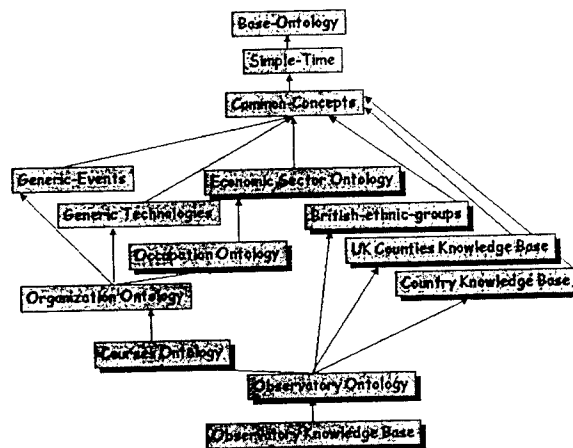 Base-Ontology
Simple-Time
Common-Concepts
Generic-Events
Economic Sector Ontology
Generic Technologies
British-ethnic-groups
Occupation Ontology
UK Counties Knowledge Base
Country Knowledge Base
Organization Ontology
Courses Ontology
Observatory Ontology
Observatory Knowledge Base